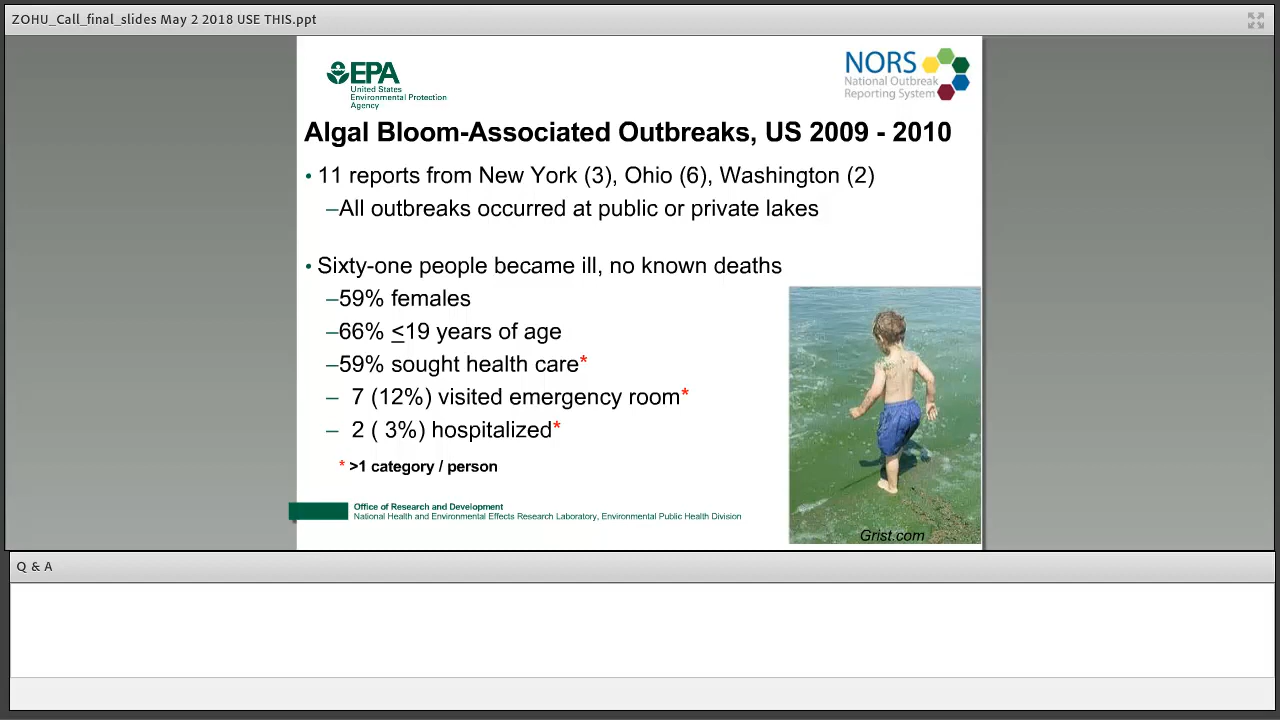 ZOHU_Call_final_slides May 2 2018 USE THIS.ppt
EPA
United States
Environmental Protection
Agency
NORS
National Outbreak
Reporting System
Algal Bloom-Associated Outbreaks, US 2009 - 2010
• 11 reports from New York (3), Ohio (6), Washington (2)
–All outbreaks occurred at public or private lakes
• Sixty-one people became ill, no known deaths
–59% females
–66% ≤19 years of age
–59% sought health care*
– 7 (12%) visited emergency room*
– 2 ( 3%) hospitalized*
* >1 category / person
Office of Research and Development
National Health and Environmental Effects Research Laboratory, Environmental Public Health Division
Grist.com
Q & A